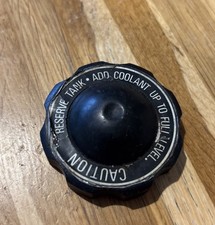 CAUTION
RESERVE TANK • ADD COOLANT UP TO FULL LEVEL.